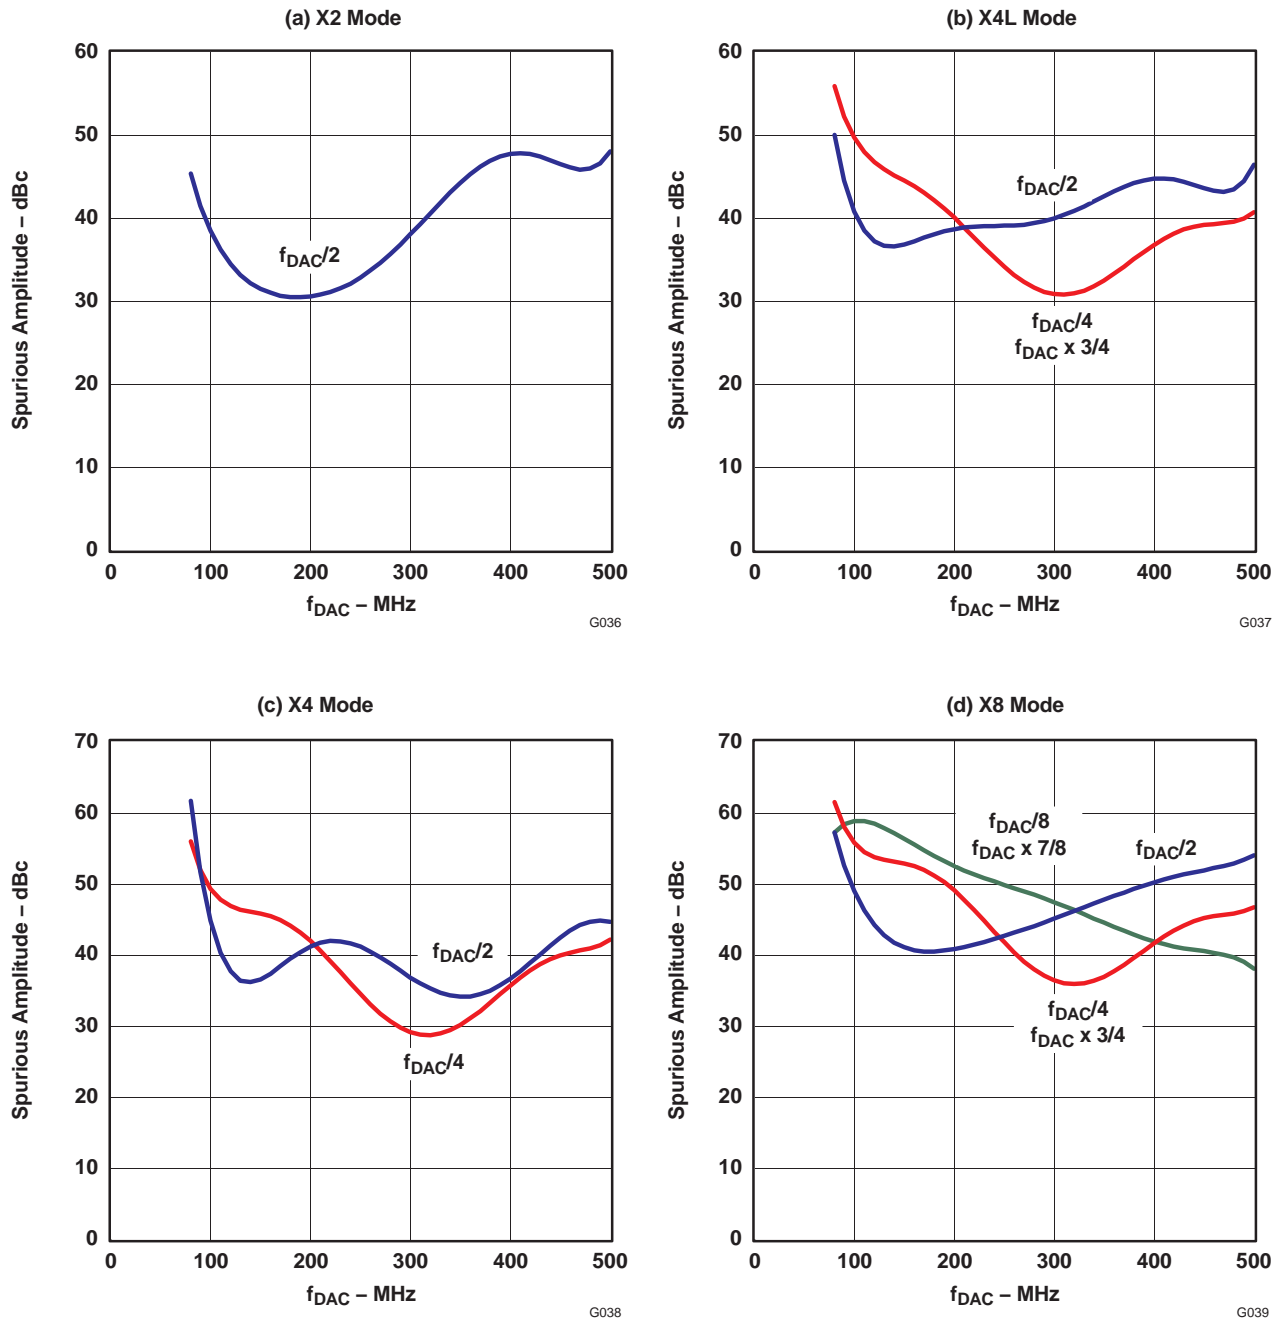 (a) X2 Mode
60
50
40
30
20
10
0
0 100 200 300 400 500
Spurious Amplitude – dBc
fDAC – MHz
fDAC/2
G036
(b) X4L Mode
60
50
40
30
20
10
0
0 100 200 300 400 500
Spurious Amplitude – dBc
fDAC – MHz
fDAC/2
fDAC/4
fDAC x 3/4
G037
(c) X4 Mode
70
60
50
40
30
20
10
0
0 100 200 300 400 500
Spurious Amplitude – dBc
fDAC – MHz
fDAC/2
fDAC/4
G038
(d) X8 Mode
70
60
50
40
30
20
10
0
0 100 200 300 400 500
Spurious Amplitude – dBc
fDAC – MHz
fDAC/8
fDAC x 7/8
fDAC/2
fDAC/4
fDAC x 3/4
G039